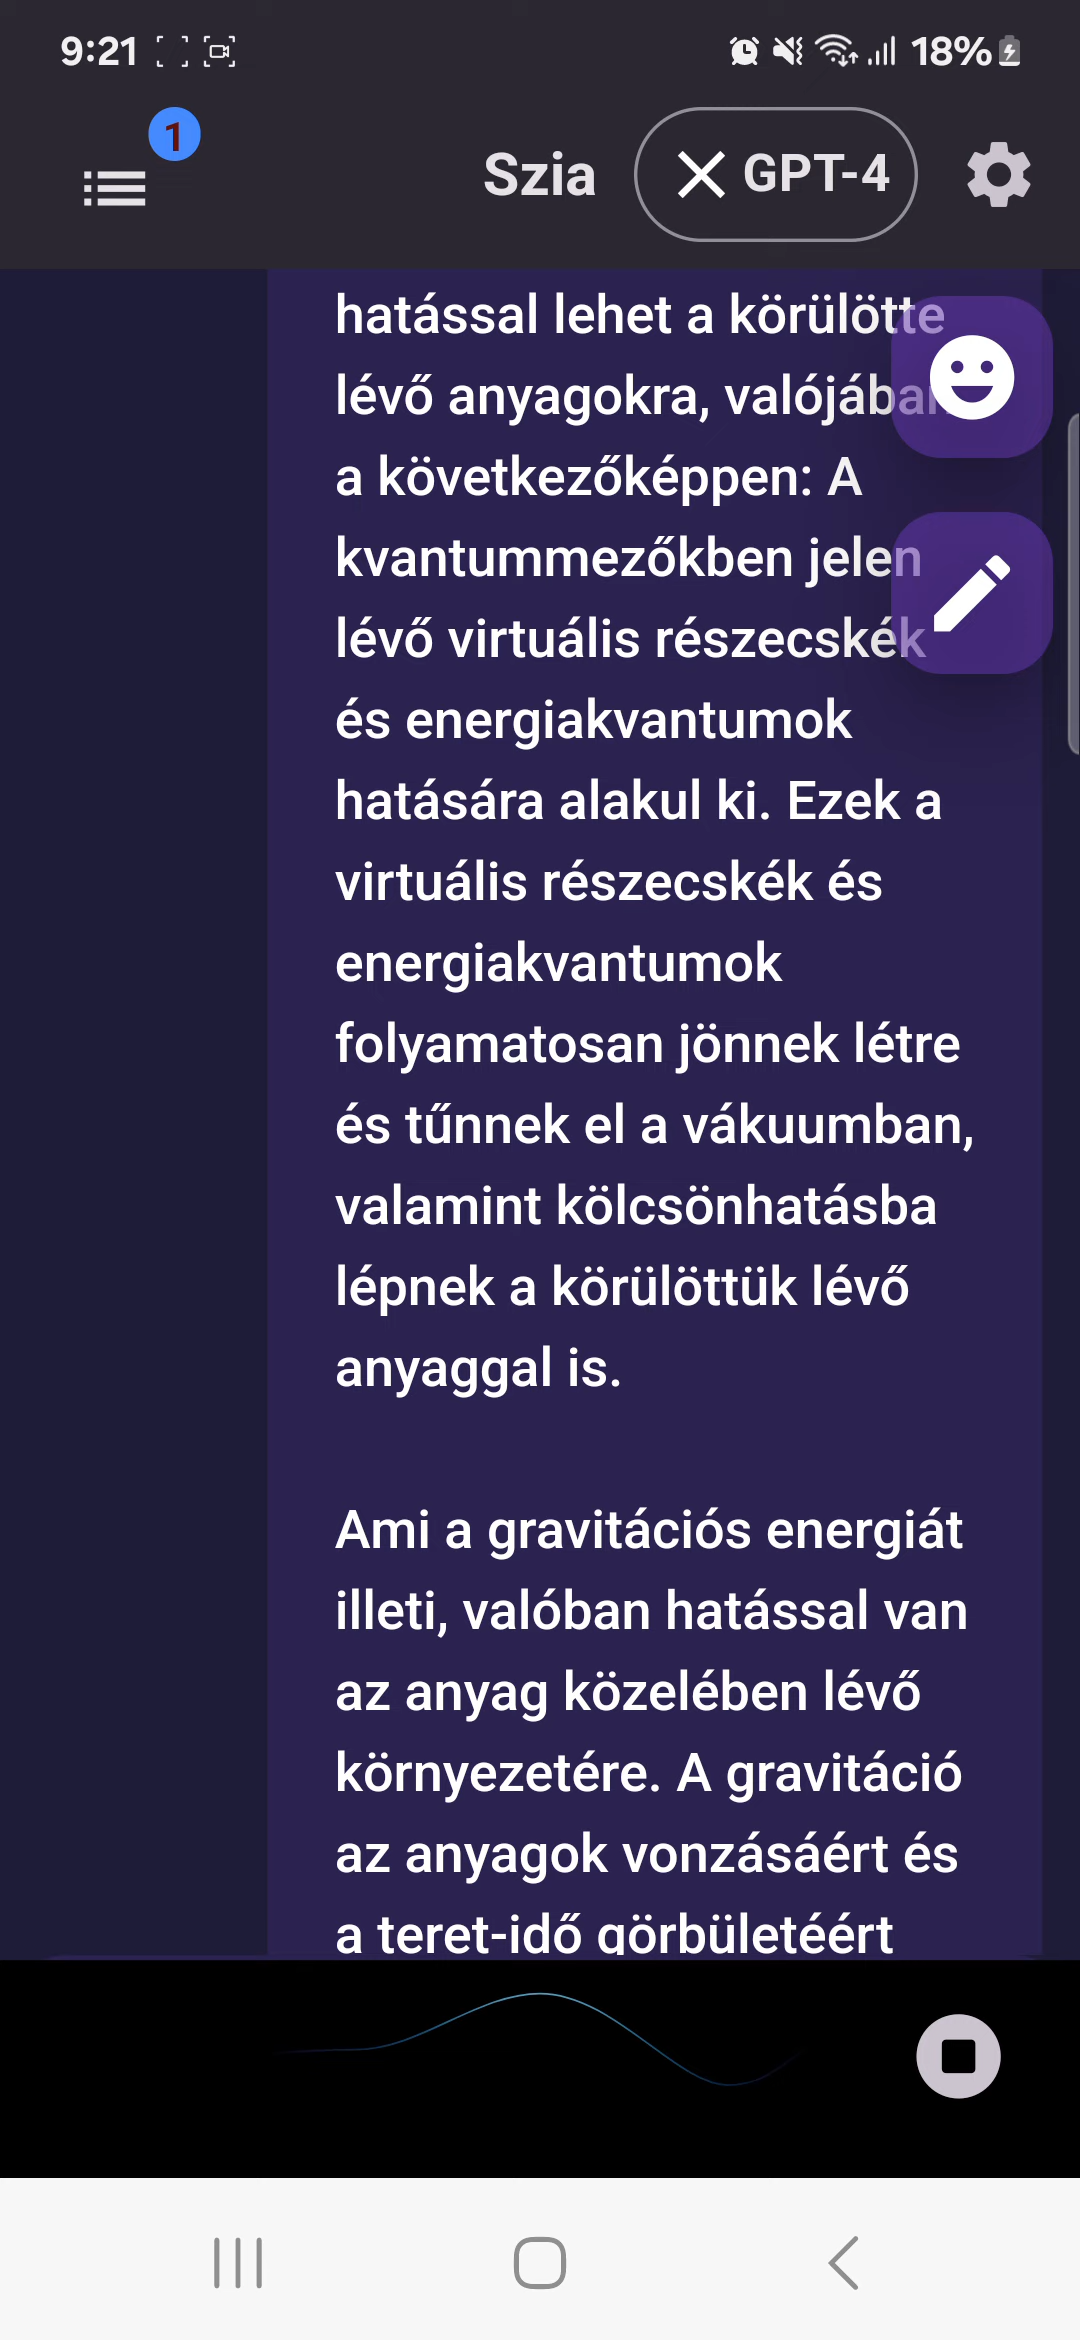 9:21
18%
1
Szia
GPT-4
hatással lehet a körülötte
lévő anyagokra, valójában
a következőképpen: A
kvantummezőkben jelen
lévő virtuális részecskék
és energiakvantumok
hatására alakul ki. Ezek a
virtuális részecskék és
energiakvantumok
folyamatosan jönnek létre
és tűnnek el a vákuumban,
valamint kölcsönhatásba
lépnek a körülöttük lévő
anyaggal is.
Ami a gravitációs energiát
illeti, valóban hatással van
az anyag közelében lévő
környezetére. A gravitáció
az anyagok vonzásáért és
a teret-idő görbületéért